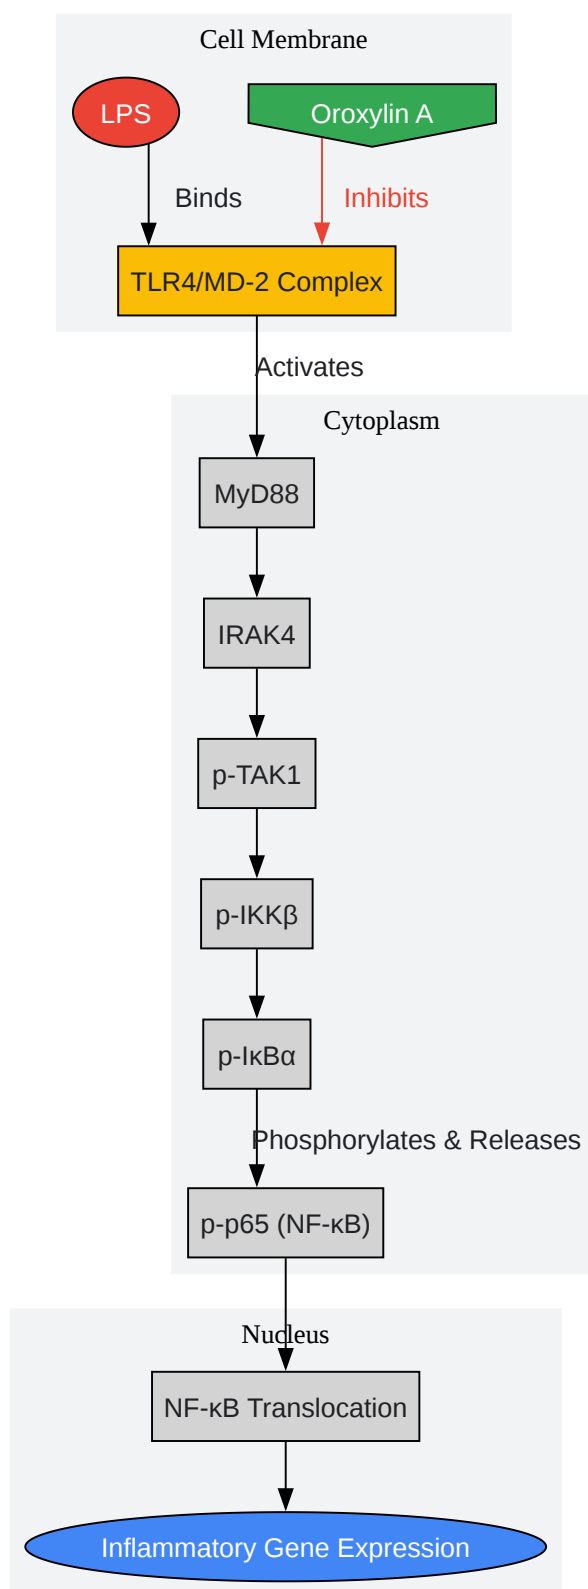 Cell Membrane
LPS
Oroxylin A
Binds
Inhibits
TLR4/MD-2 Complex
Activates
Cytoplasm
MyD88
IRAK4
p-TAK1
p-IKKβ
p-IκBα
Phosphorylates & Releases
p-p65 (NF-κB)
Nucleus
NF-κB Translocation
Inflammatory Gene Expression